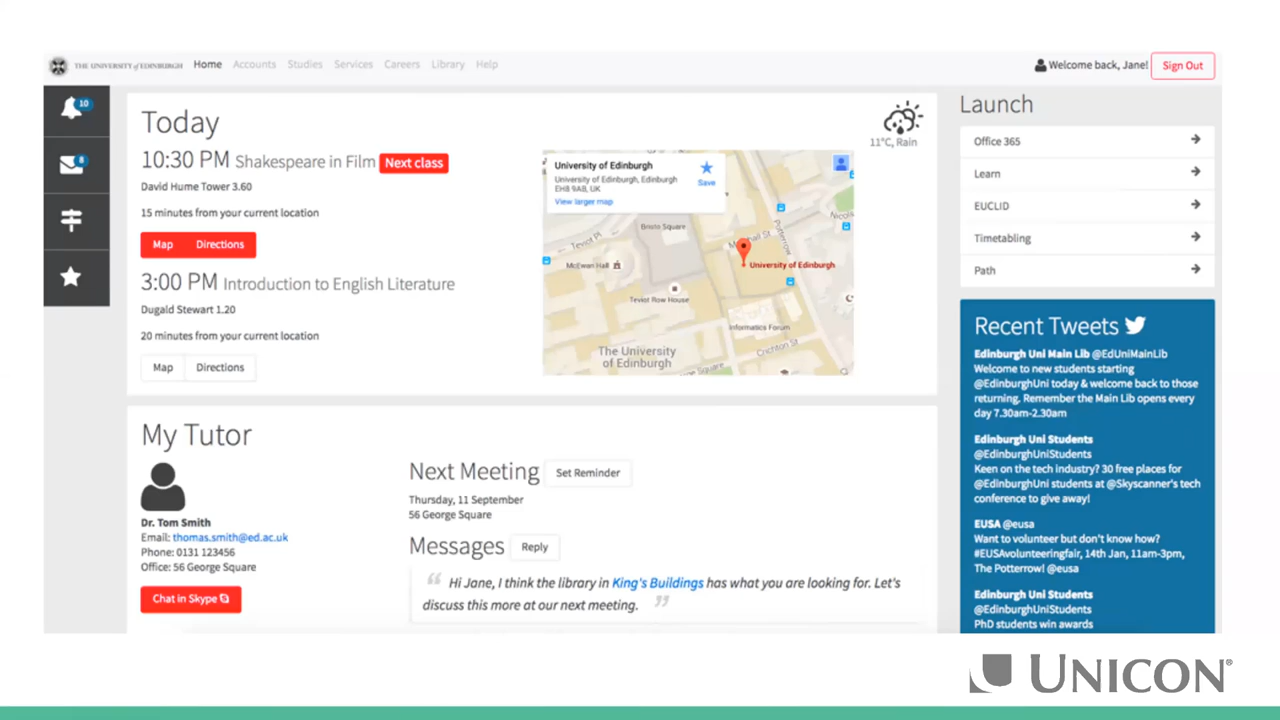 THE UNIVERSITY of EDINBURGH
Home Accounts Studies Services Careers Library Help
Welcome back, Jane! Sign Out
10
8
Today
11°C, Rain
10:30 PM Shakespeare in Film Next class
David Hume Tower 3.60
15 minutes from your current location
Map Directions
3:00 PM Introduction to English Literature
Dugald Stewart 1.20
20 minutes from your current location
Map Directions
University of Edinburgh
University of Edinburgh, Edinburgh
EH8 9AB, UK
View larger map
Save
Bristo Square
Teviot Pl
Potterrow
McEwan Hall
University of Edinburgh
Teviot Row House
Informatics Forum
Crichton St
The University
of Edinburgh
My Tutor
Dr. Tom Smith
Email: thomas.smith@ed.ac.uk
Phone: 0131 123456
Office: 56 George Square
Chat in Skype
Next Meeting Set Reminder
Thursday, 11 September
56 George Square
Messages Reply
“ Hi Jane, I think the library in King's Buildings has what you are looking for. Let's
discuss this more at our next meeting. ”
Launch
Office 365
Learn
EUCLID
Timetabling
Path
Recent Tweets
Edinburgh Uni Main Lib @EdUniMainLib
Welcome to new students starting
@EdinburghUni today & welcome back to those
returning. Remember the Main Lib opens every
day 7.30am-2.30am
Edinburgh Uni Students
@EdinburghUniStudents
Keen on the tech industry? 30 free places for
@EdinburghUni students at @Skyscanner's tech
conference to give away!
EUSA @eusa
Want to volunteer but don't know how?
#EUSAvolunteeringfair, 14th Jan, 11am-3pm,
The Potterrow! @eusa
Edinburgh Uni Students
@EdinburghUniStudents
PhD students win awards
UNICON®